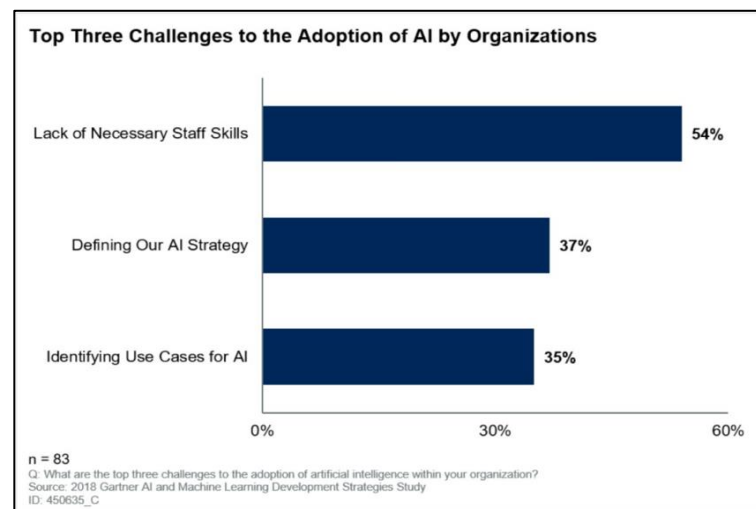 Top Three Challenges to the Adoption of AI by Organizations
Lack of Necessary Staff Skills
54%
Defining Our AI Strategy
37%
Identifying Use Cases for AI
35%
0%
30%
60%
n = 83
Q: What are the top three challenges to the adoption of artificial intelligence within your organization?
Source: 2018 Gartner AI and Machine Learning Development Strategies Study
ID: 450635_C